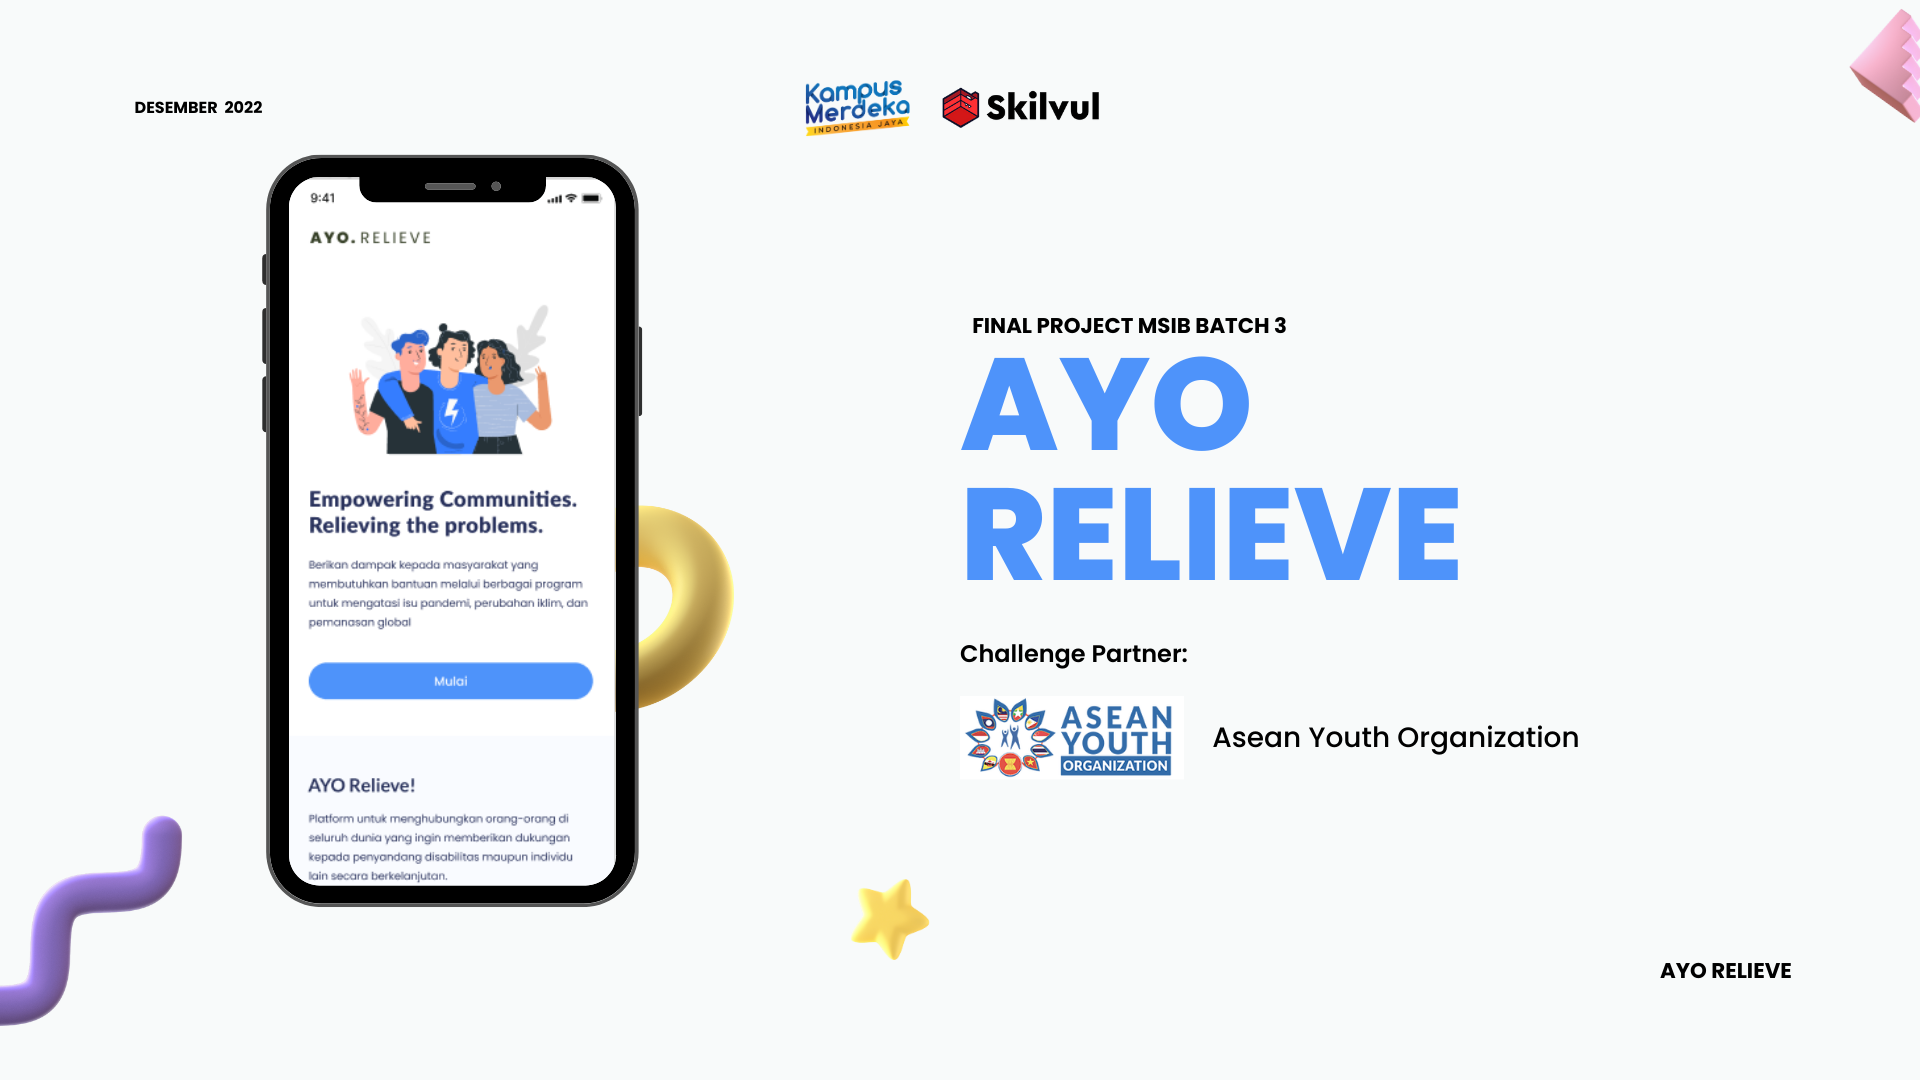 DESEMBER 2022
Kampus
Merdeka
INDONESIA JAYA
Skilvul
9:41
AYO. RELIEVE
Empowering Communities.
Relieving the problems.
Berikan dampak kepada masyarakat yang
membutuhkan bantuan melalui berbagai program
untuk mengatasi isu pandemi, perubahan iklim, dan
pemanasan global
Mulai
AYO Relieve!
Platform untuk menghubungkan orang-orang di
seluruh dunia yang ingin memberikan dukungan
kepada penyandang disabilitas maupun individu
lain secara berkelanjutan.
FINAL PROJECT MSIB BATCH 3
AYO
RELIEVE
Challenge Partner:
ASEAN
YOUTH
ORGANIZATION
Asean Youth Organization
AYO RELIEVE